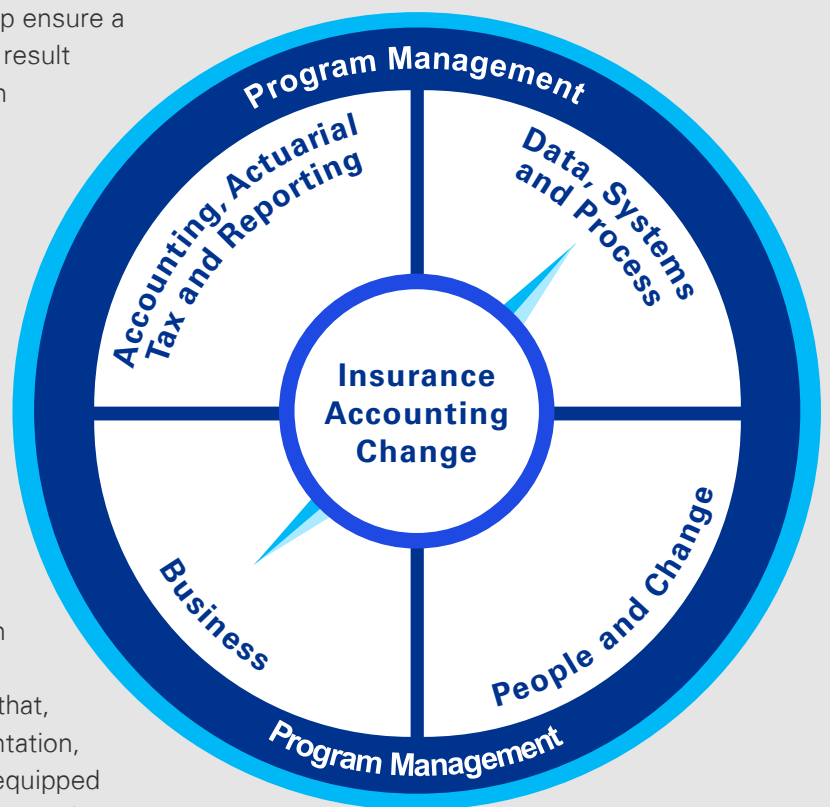 p ensure a
result
Program Management
Accounting, Actuarial
Tax and Reporting
Data, Systems
and Process
Insurance
Accounting
Change
Business
People and Change
Program Management
that,
ntation,
equipped